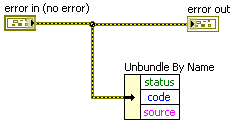 error in (no error)
error out
Unbundle By Name
status
code
source